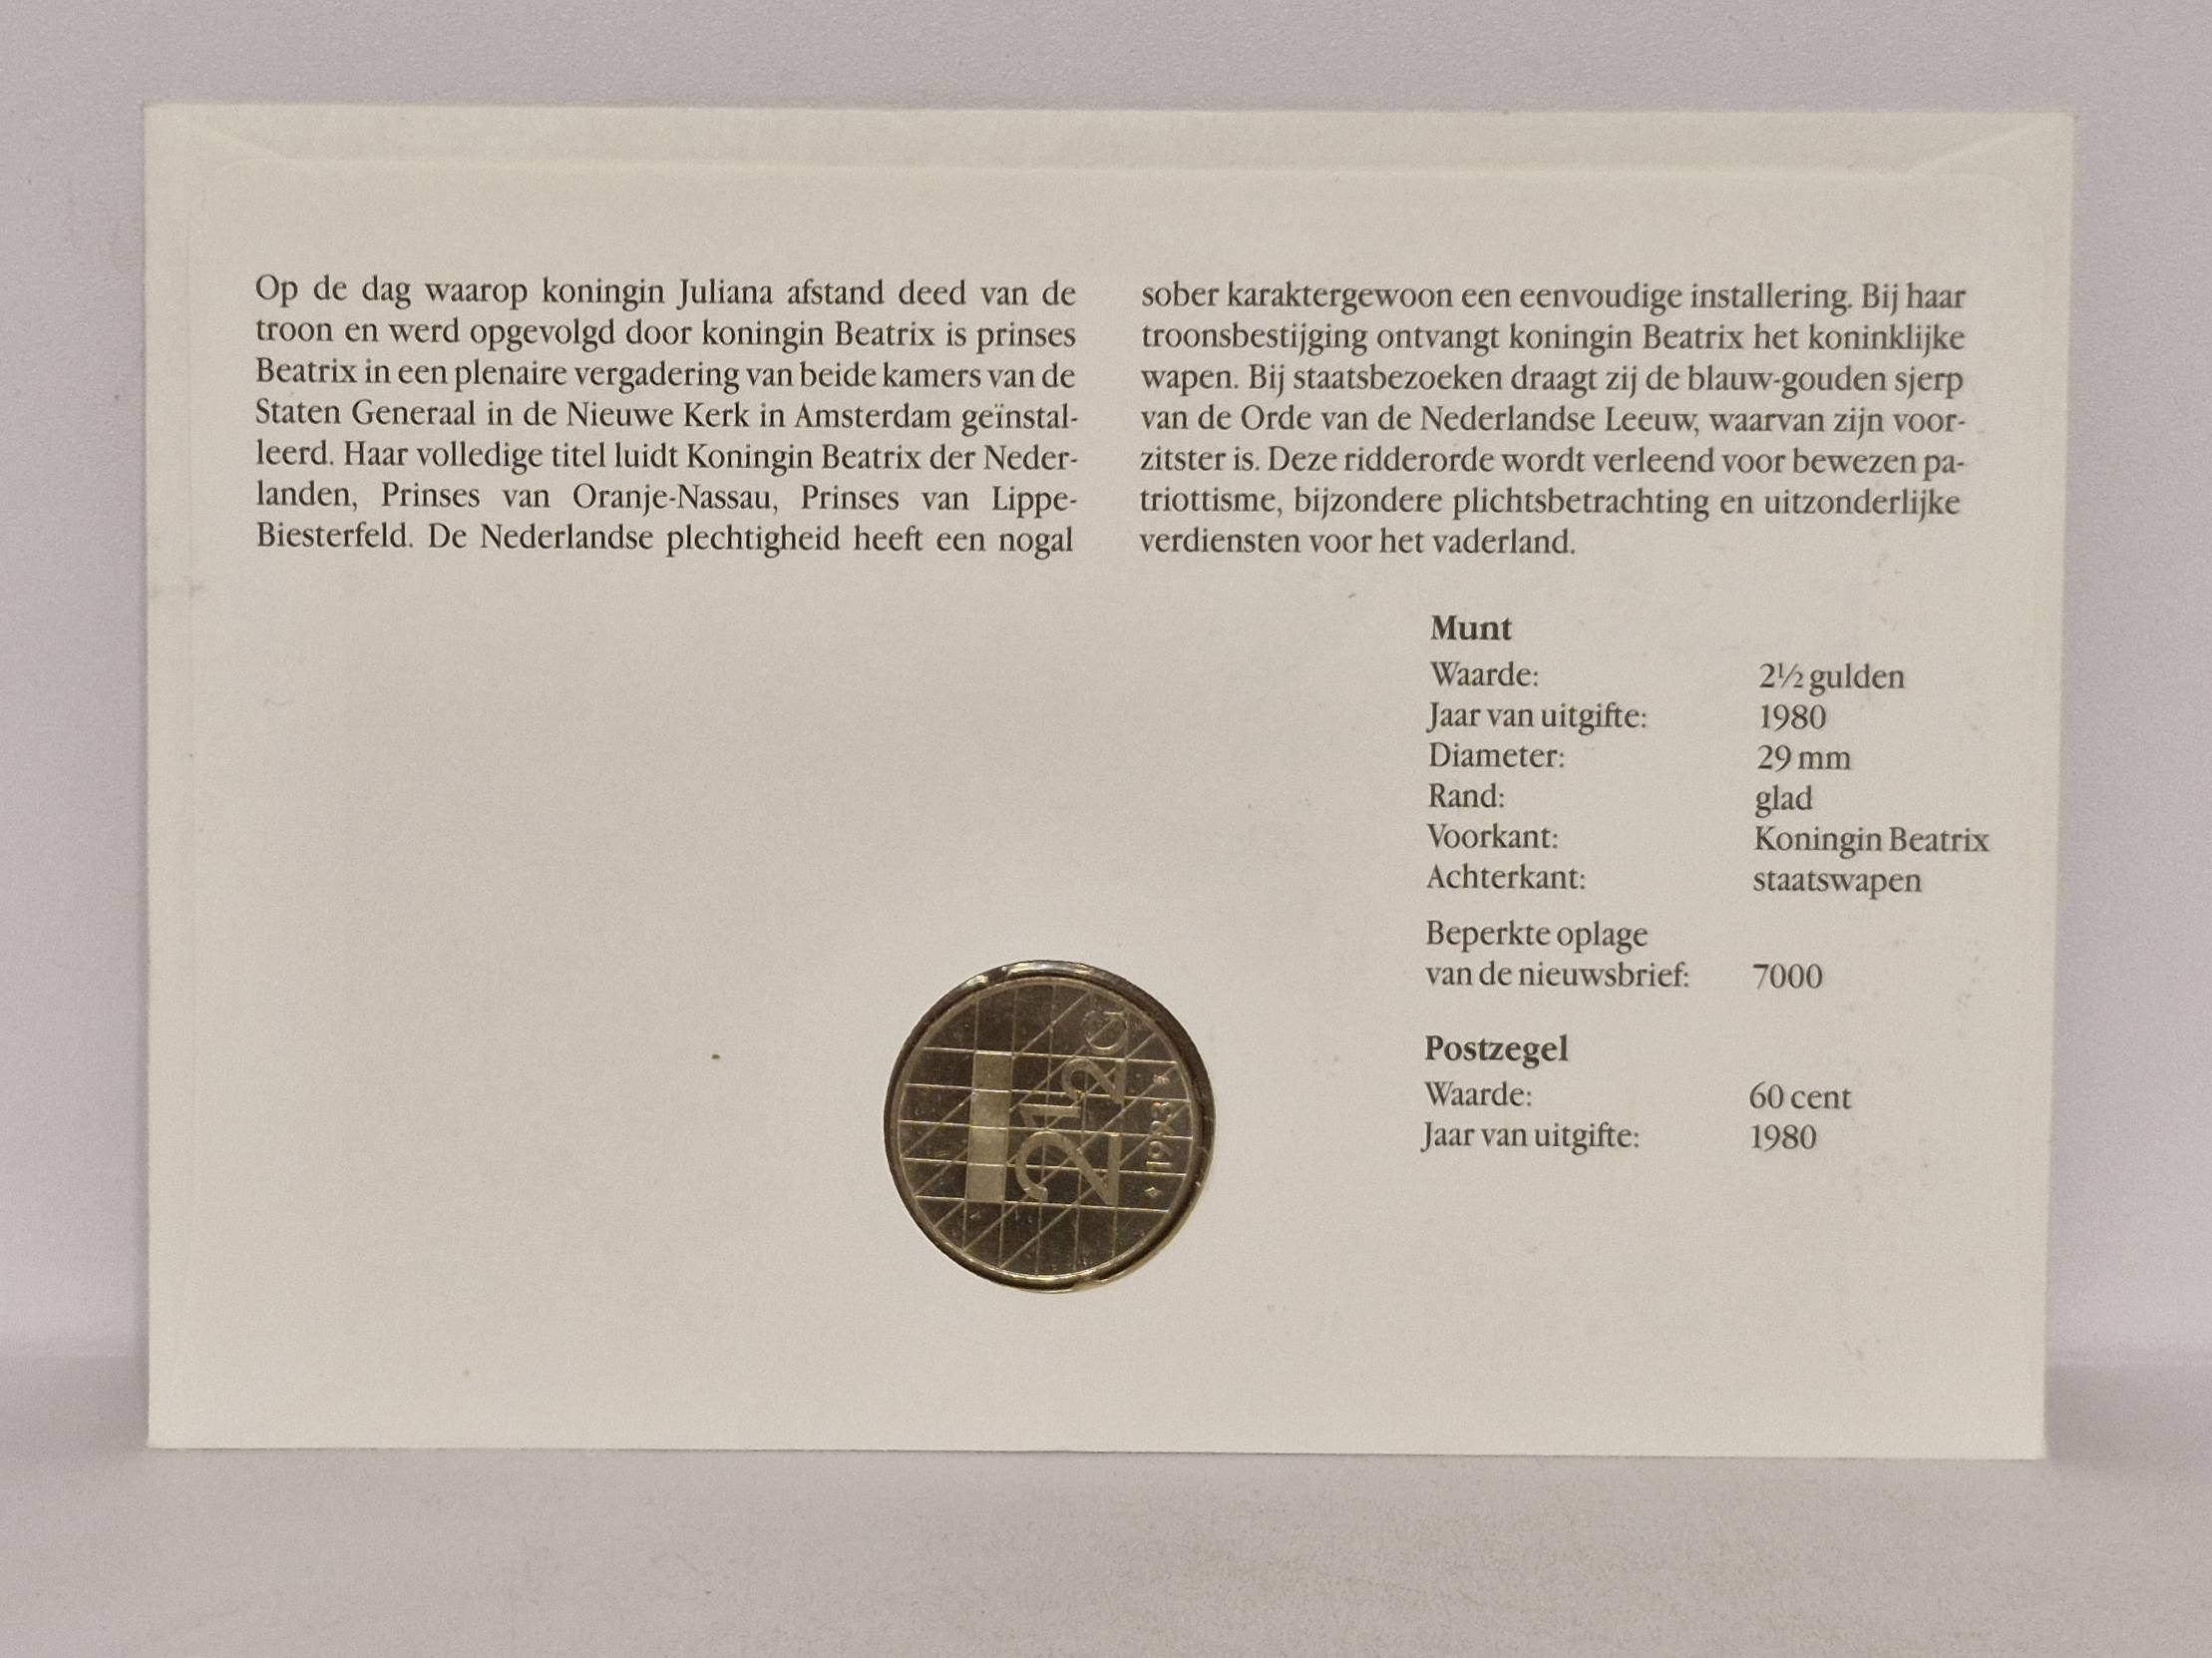 Op de dag waarop koningin Juliana afstand deed van de
troon en werd opgevolgd door koningin Beatrix is prinses
Beatrix in een plenaire vergadering van beide kamers van de
Staten Generaal in de Nieuwe Kerk in Amsterdam geïnstal-
leerd. Haar volledige titel luidt Koningin Beatrix der Neder-
landen, Prinses van Oranje-Nassau, Prinses van Lippe-
Biesterfeld. De Nederlandse plechtigheid heeft een nogal
sober karaktergewoon een eenvoudige installering. Bij haar
troonsbestijging ontvangt koningin Beatrix het koninklijke
wapen. Bij staatsbezoeken draagt zij de blauw-gouden sjerp
van de Orde van de Nederlandse Leeuw, waarvan zijn voor-
zitster is. Deze ridderorde wordt verleend voor bewezen pa-
triottisme, bijzondere plichtsbetrachting en uitzonderlijke
verdiensten voor het vaderland.
Munt
Waarde: 2½ gulden
Jaar van uitgifte: 1980
Diameter: 29 mm
Rand: glad
Voorkant: Koningin Beatrix
Achterkant: staatswapen
Beperkte oplage
van de nieuwsbrief: 7000
Postzegel
Waarde: 60 cent
Jaar van uitgifte: 1980
2 1/2 G